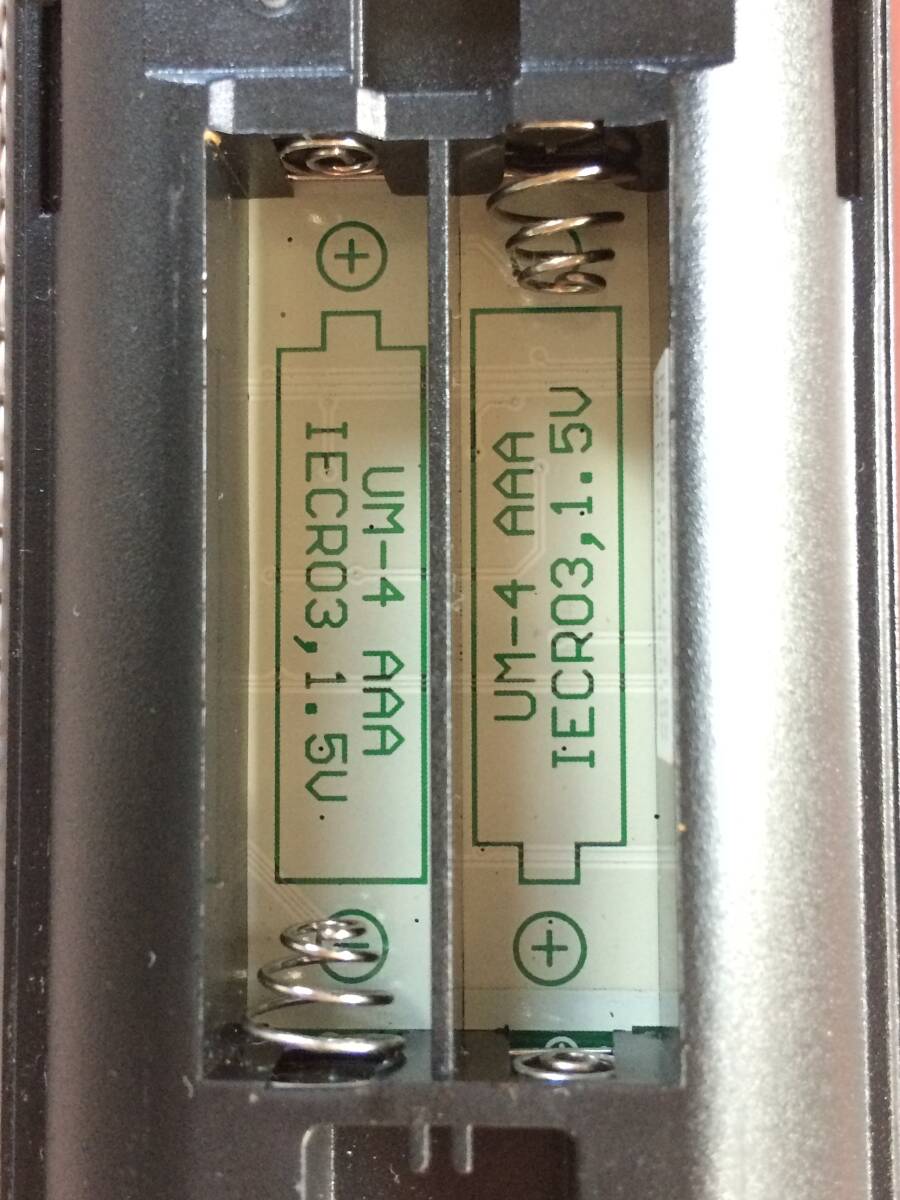 +
UM-4 AAA
IECR03,1.5V
-
-
UM-4 AAA
IECR03,1.5V
+